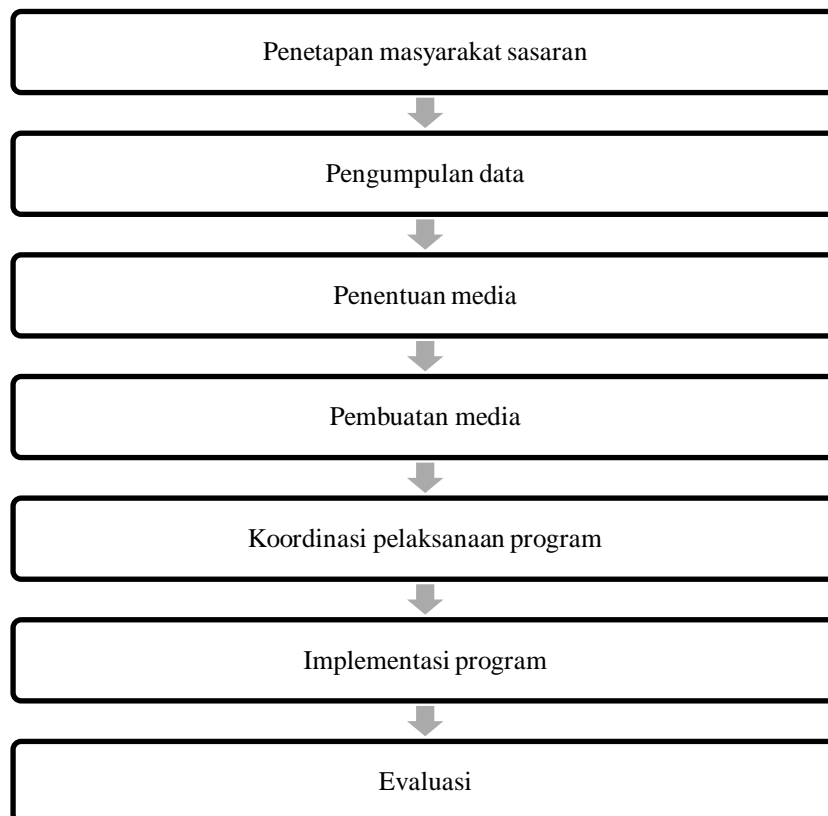 Penetapan masyarakat sasaran
Pengumpulan data
Penentuan media
Pembuatan media
Koordinasi pelaksanaan program
Implementasi program
Evaluasi